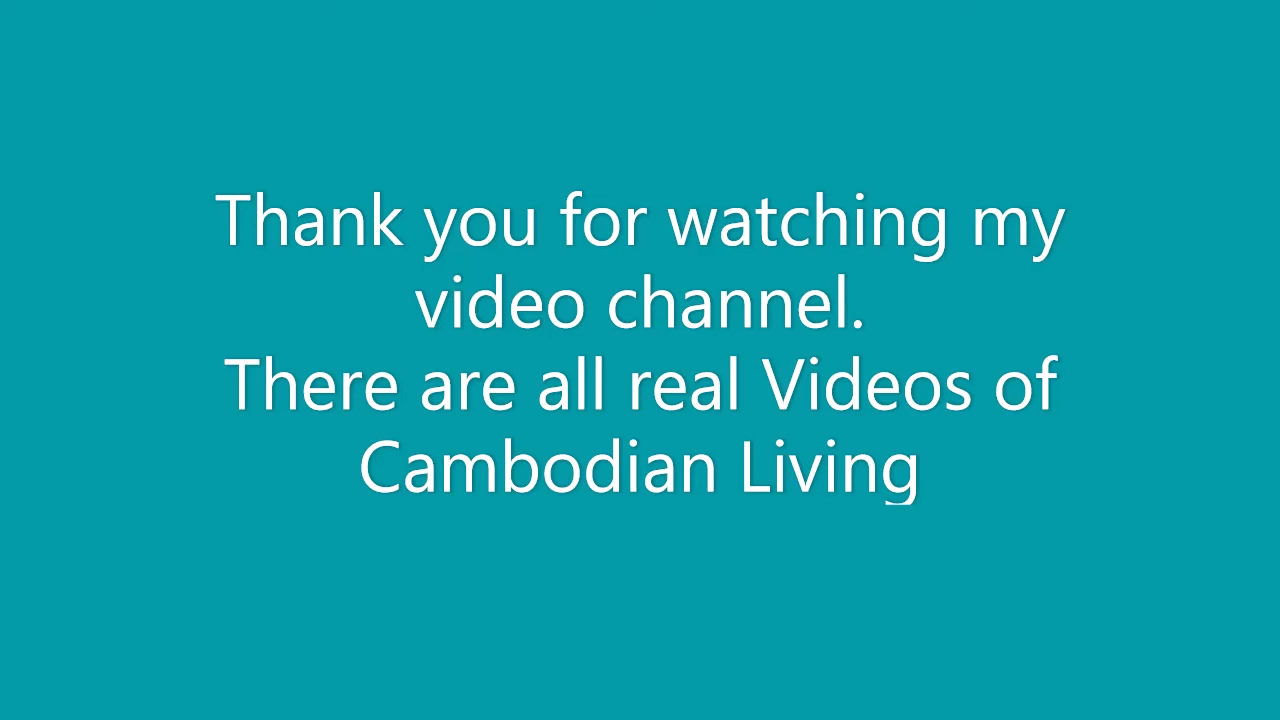 Thank you for watching my
video channel.
There are all real Videos of
Cambodian Living